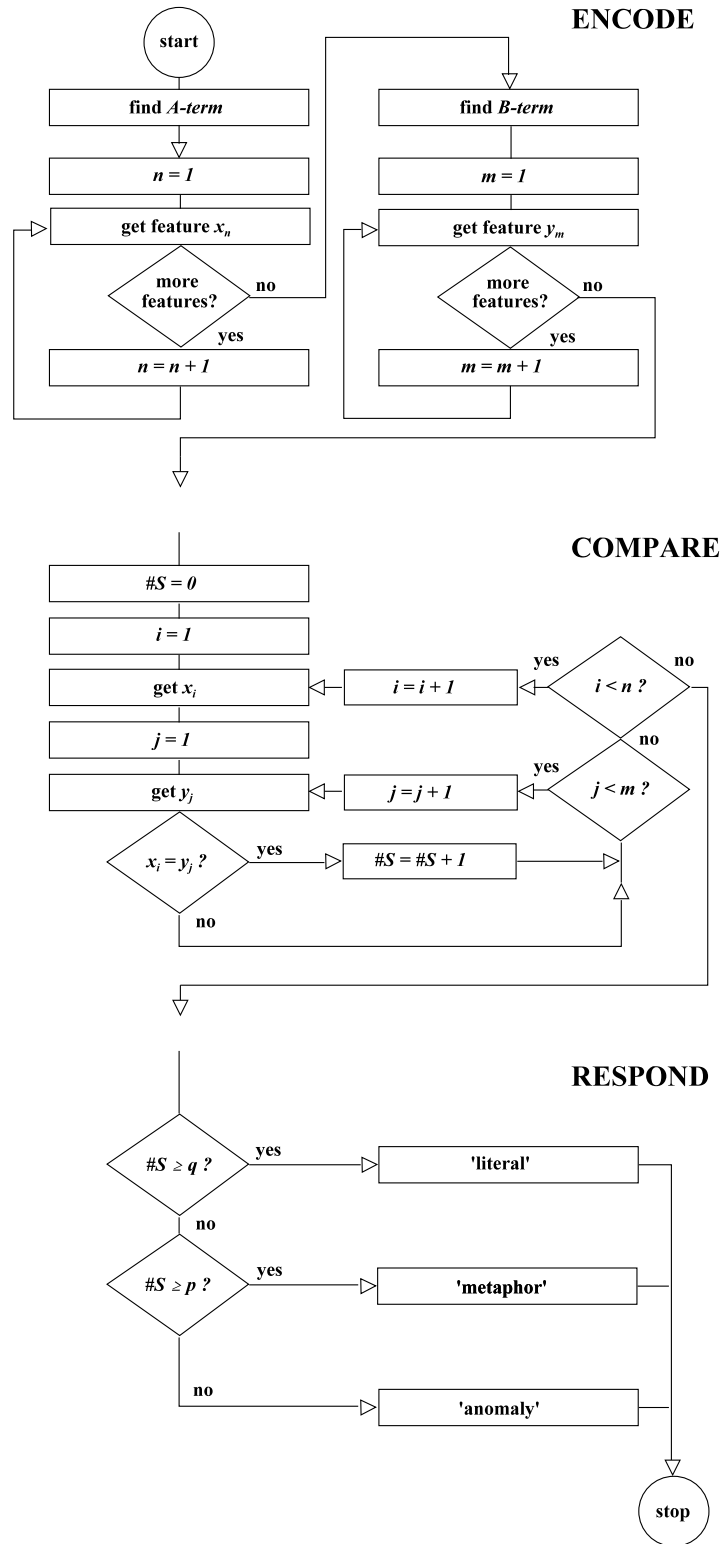 ENCODE
start
find A-term
n = 1
get feature xn
more
features?
no
yes
n = n + 1
find B-term
m = 1
get feature ym
more
features?
no
yes
m = m + 1
COMPARE
#S = 0
i = 1
get xi
j = 1
get yj
xi = yj ?
yes
no
#S = #S + 1
j < m ?
yes
no
j = j + 1
i < n ?
yes
no
i = i + 1
RESPOND
#S ≥ q ?
yes
'literal'
no
#S ≥ p ?
yes
'metaphor'
no
'anomaly'
stop